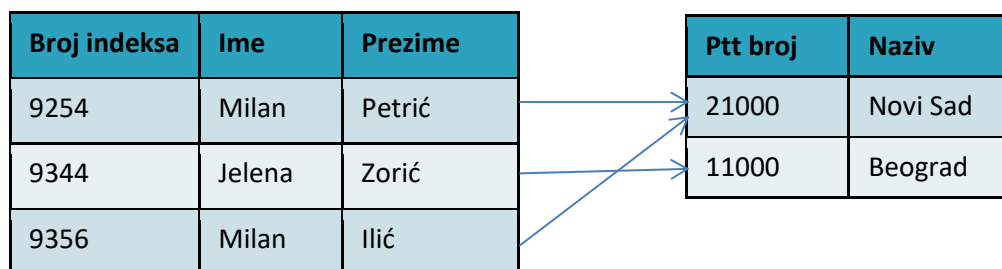 Broj indeksa Ime Prezime
9254 Milan Petrić
9344 Jelena Zorić
9356 Milan Ilić
Ptt broj Naziv
21000 Novi Sad
11000 Beograd